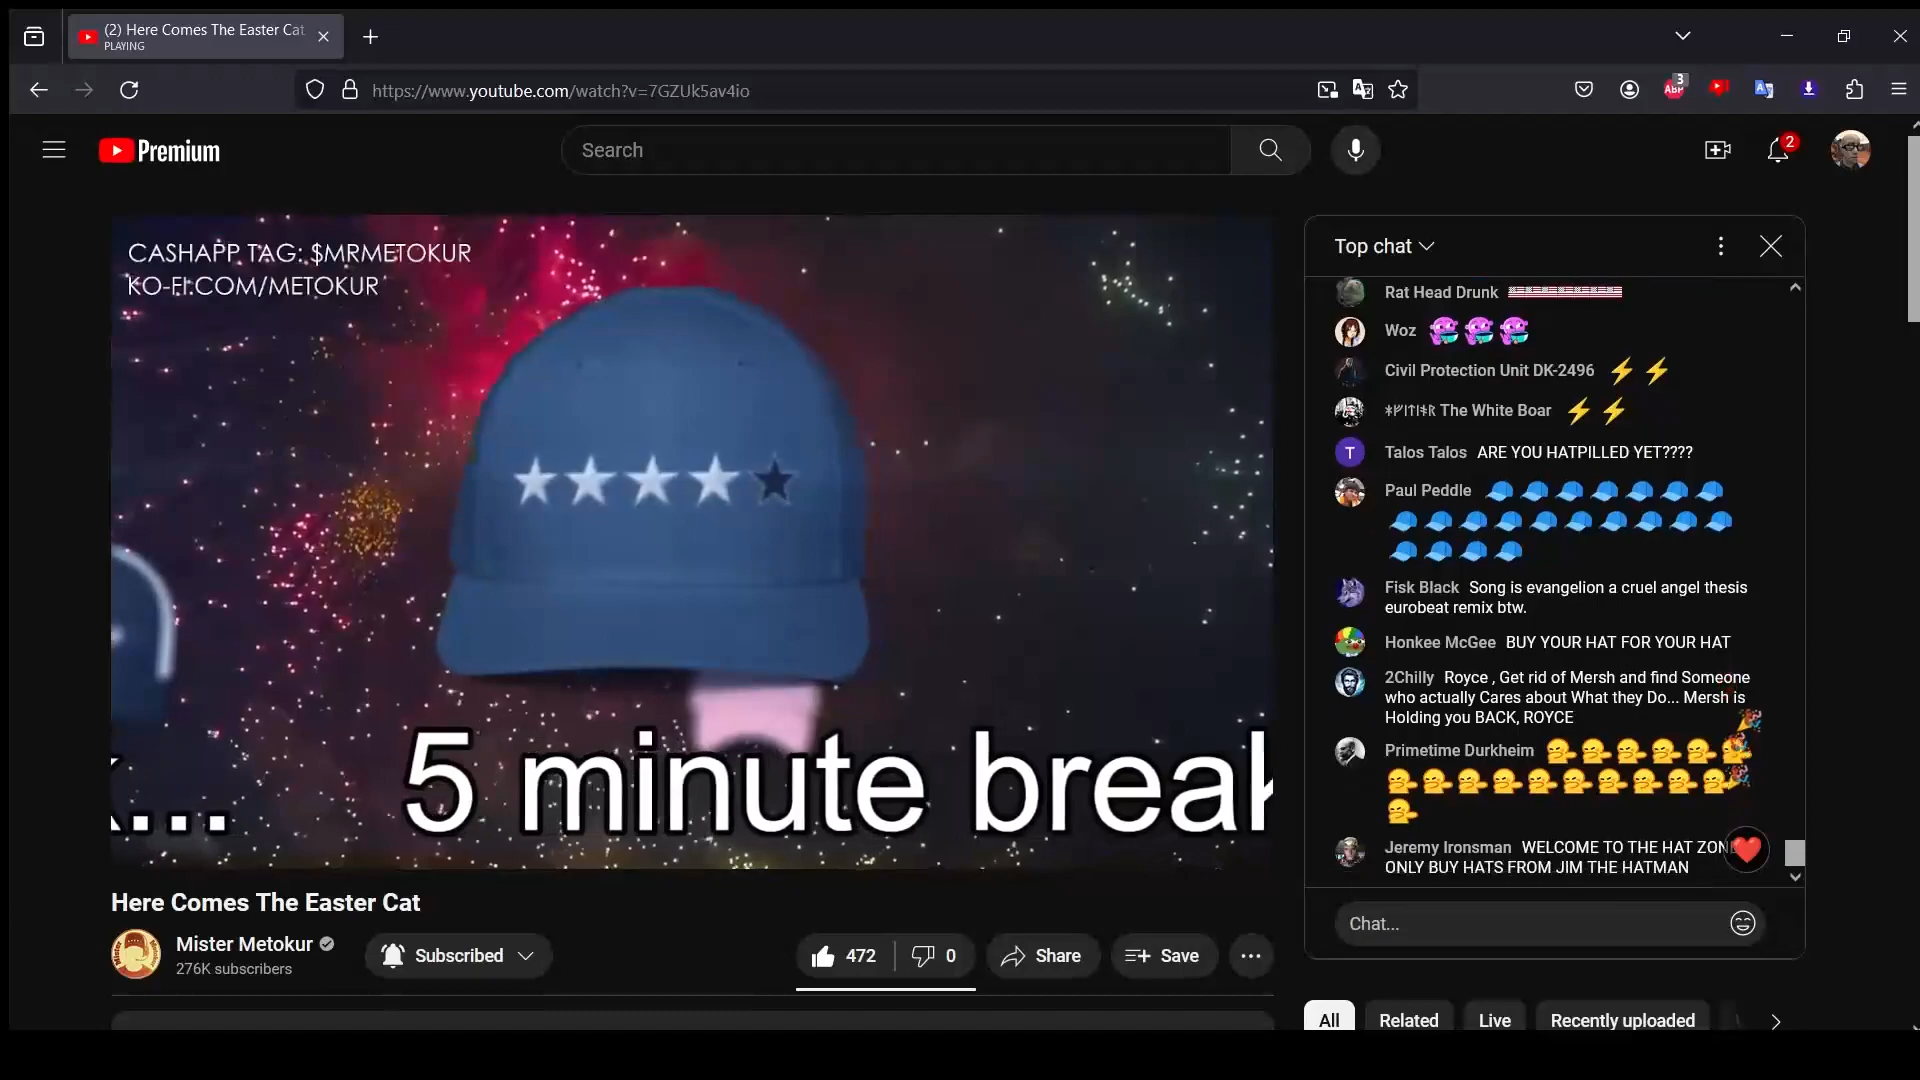 (2) Here Comes The Easter Cat
PLAYING
https://www.youtube.com/watch?v=7GZUk5av4io
3
ABP
Premium
Search
2
CASHAPP TAG: $MRMETOKUR
KO-FI.COM/METOKUR
5 minute break
Here Comes The Easter Cat
Mister Metokur
276K subscribers
Subscribed
472
0
Share
Save
Top chat
Rat Head Drunk
Woz
Civil Protection Unit DK-2496
The White Boar
T
Talos Talos ARE YOU HATPILLED YET????
Paul Peddle
Fisk Black Song is evangelion a cruel angel thesis
eurobeat remix btw.
Honkee McGee BUY YOUR HAT FOR YOUR HAT
2Chilly Royce , Get rid of Mersh and find Someone
who actually Cares about What they Do... Mersh is
Holding you BACK, ROYCE
Primetime Durkheim
Jeremy Ironsman WELCOME TO THE HAT ZON
ONLY BUY HATS FROM JIM THE HATMAN
Chat...
All
Related
Live
Recently uploaded